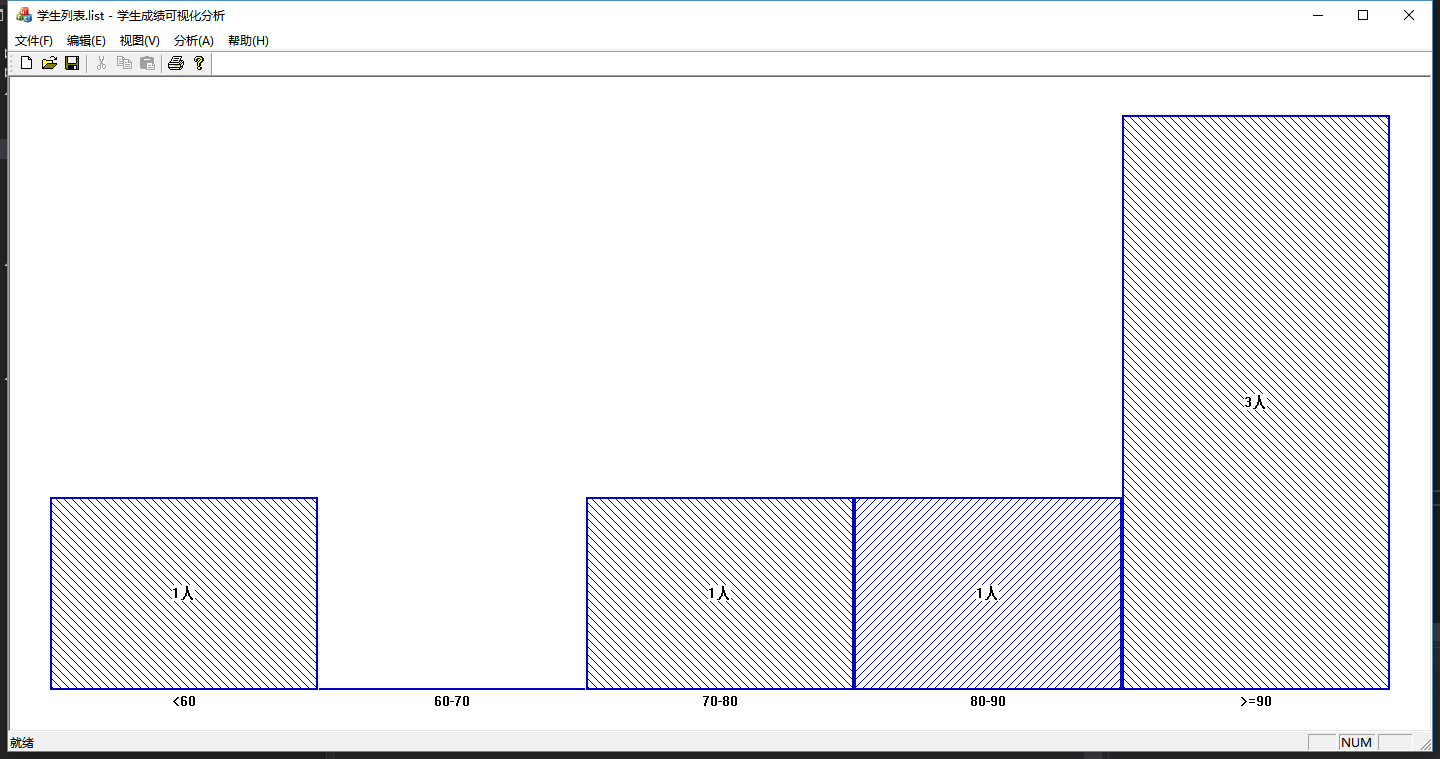 学生列表.list - 学生成绩可视化分析
文件(F) 编辑(E) 视图(V) 分析(A) 帮助(H)
3人
1人 1人 1人
<60 60-70 70-80 80-90 >=90
就绪 NUM